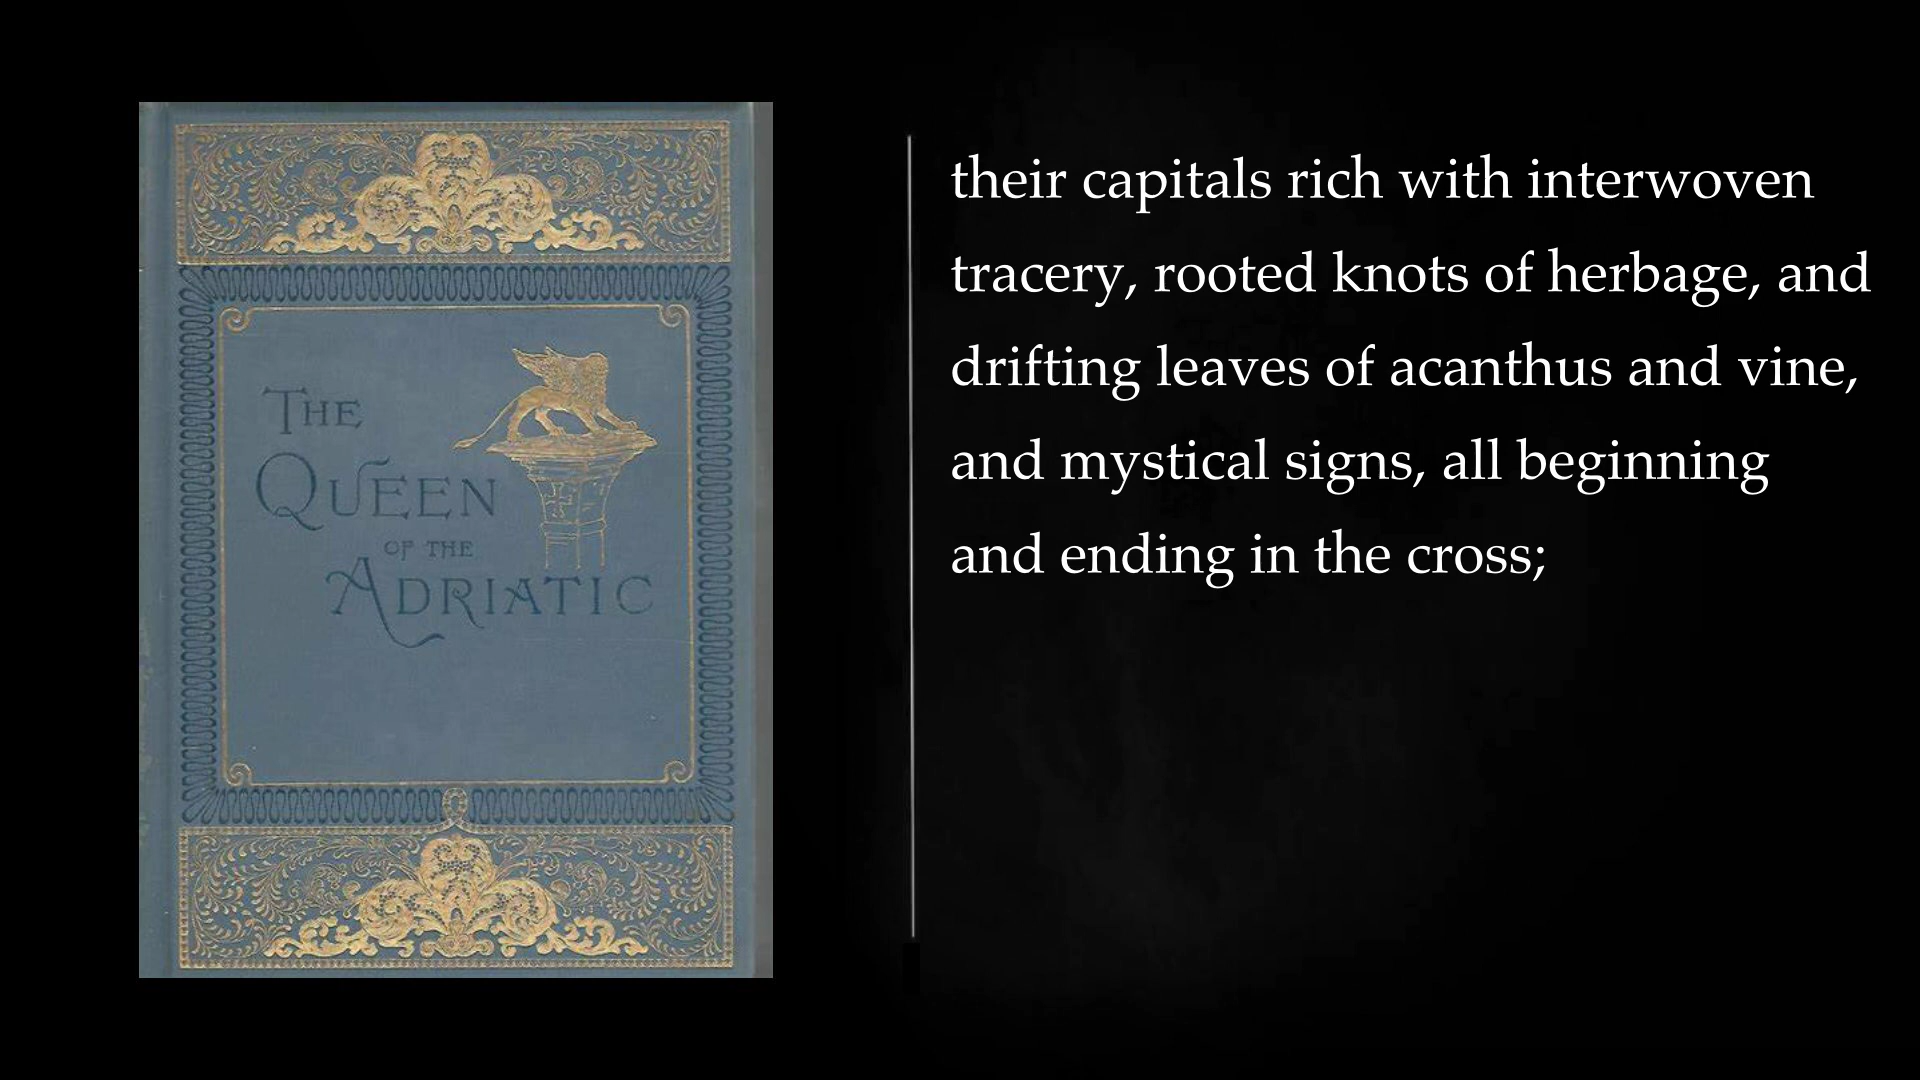 THE
QUEEN
OF THE
ADRIATIC
their capitals rich with interwoven
tracery, rooted knots of herbage, and
drifting leaves of acanthus and vine,
and mystical signs, all beginning
and ending in the cross;